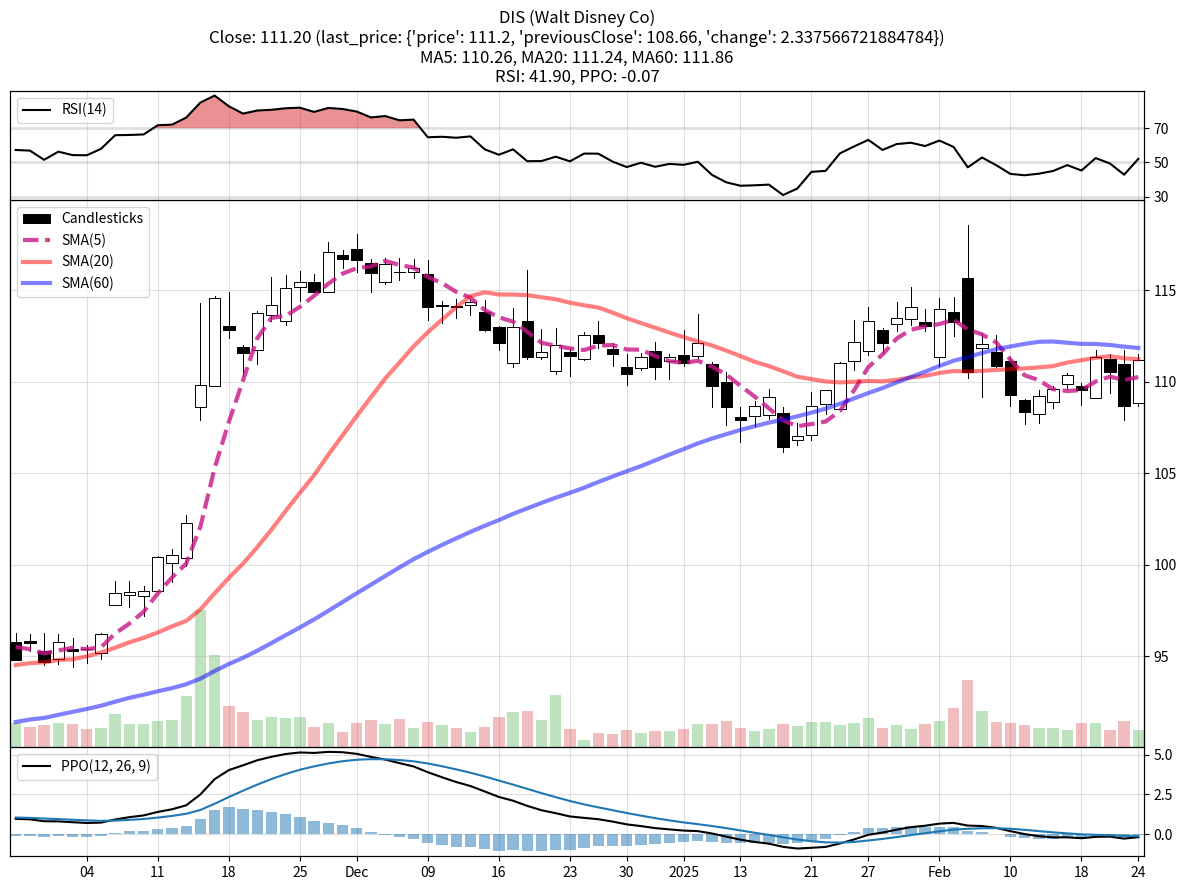 DIS (Walt Disney Co)
Close: 111.20 (last_price: {'price': 111.2, 'previousClose': 108.66, 'change': 2.337566721884784})
MA5: 110.26, MA20: 111.24, MA60: 111.86
RSI: 41.90, PPO: -0.07
RSI(14)
70
50
30
Candlesticks
SMA(5)
SMA(20)
SMA(60)
115
110
105
100
95
PPO(12, 26, 9)
5.0
2.5
0.0
04 11 18 25 Dec 09 16 23 30 2025 13 21 27 Feb 10 18 24